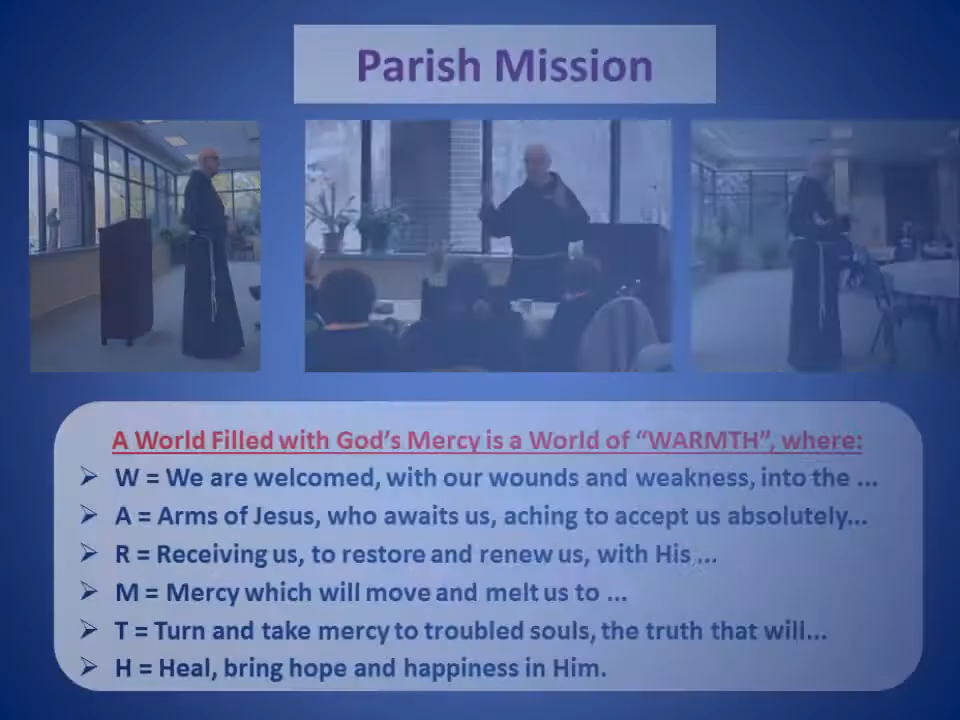 Parish Mission
A World Filled with God's Mercy is a World of “WARMTH”, where:
W = We are welcomed, with our wounds and weakness, into the ...
A = Arms of Jesus, who awaits us, aching to accept us absolutely...
R = Receiving us, to restore and renew us, with His ...
M = Mercy which will move and melt us to ...
T = Turn and take mercy to troubled souls, the truth that will...
H = Heal, bring hope and happiness in Him.